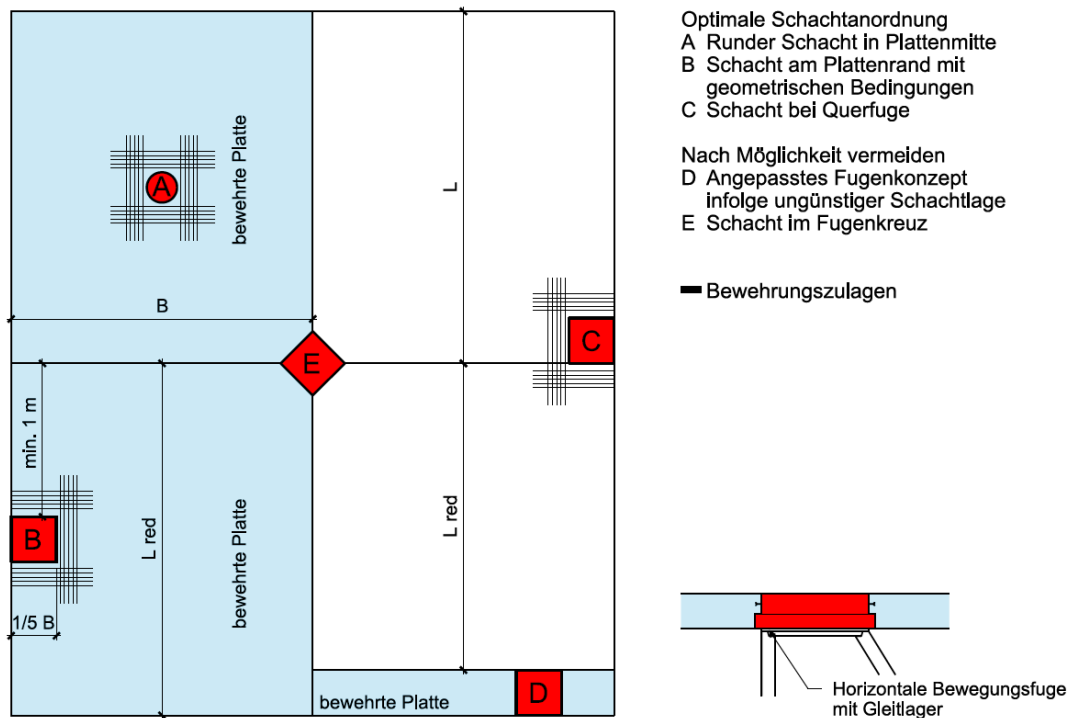 Optimale Schachtanordnung
A Runder Schacht in Plattenmitte
B Schacht am Plattenrand mit
geometrischen Bedingungen
C Schacht bei Querfuge
Nach Möglichkeit vermeiden
D Angepasstes Fugenkonzept
infolge ungünstiger Schachtlage
E Schacht im Fugenkreuz
Bewehrungszulagen
bewehrte Platte
A
L
B
C
E
min. 1 m
B
L red
bewehrte Platte
L red
1/5 B
bewehrte Platte
D
Horizontale Bewegungsfuge
mit Gleitlager